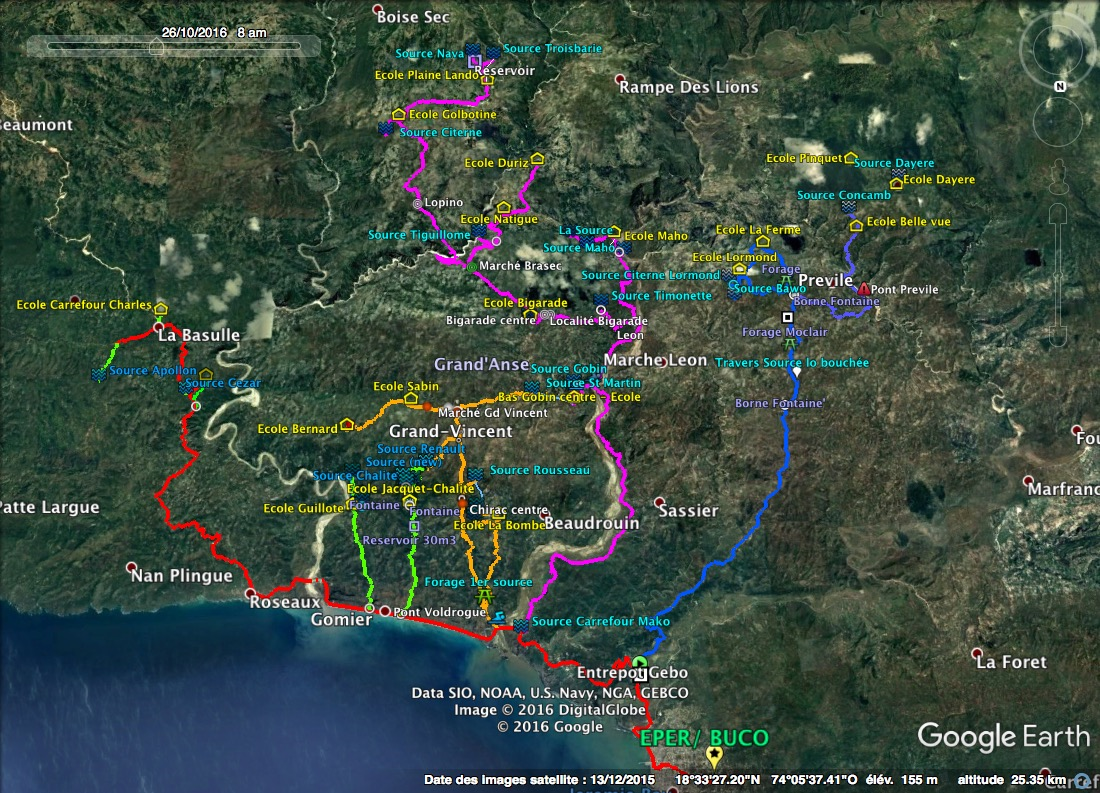 Boise Sec
26/10/2016 8 am
Source Nava
Source Troisbarie
Reservoir
Ecole Plaine Lando
Rampe Des Lions
N
Ecole Golbotine
Source Citerne
Beaumont
Ecole Duriz
Ecole Pinquet
Source Dayere
Ecole Dayere
Source Concamb
Lopino
Ecole Natigue
Ecole Belle vue
Source Tiguillome
La Source
Ecole Maho
Ecole La Ferme
Source Maho
Ecole Lormond
Marché Brasec
Source Citerne Lormond
Forage
Previle
Source Bawo
Pont Previle
Borne Fontaine
Ecole Carrefour Charles
Ecole Bigarade
Source Timonette
Bigarade centre
Localité Bigarade
Leon
La Basulle
Forage Moclair
Grand'Anse
Marche Leon
Source Gobin
Travers Source lo bouchée
Source Apollon
Source Cezar
Source St Martin
Ecole Sabin
Bas Gobin centre - Ecole
Borne Fontaine'
Marché Gd Vincent
Ecole Bernard
Grand-Vincent
Source Renault
Source (new)
Source Chalite
Source Rousseau
Ecole Jacquet-Chalite
Marfranc
Patte Largue
Ecole Guillote
Fontaine
Fontaine
Chirac centre
Sassier
Ecole La Bombe
Beaudrouin
Reservoir 30m3
Nan Plingue
Forage 1er source
Roseaux
Gomier
Pont Voldrogue
Source Carrefour Mako
La Foret
Entrepot Gebo
Data SIO, NOAA, U.S. Navy, NGA, GEBCO
Image © 2016 DigitalGlobe
© 2016 Google
Google Earth
EPER/ BUCO
Date des images satellite : 13/12/2015 18°33'27.20"N 74°05'37.41"O élév. 155 m altitude 25.35 km